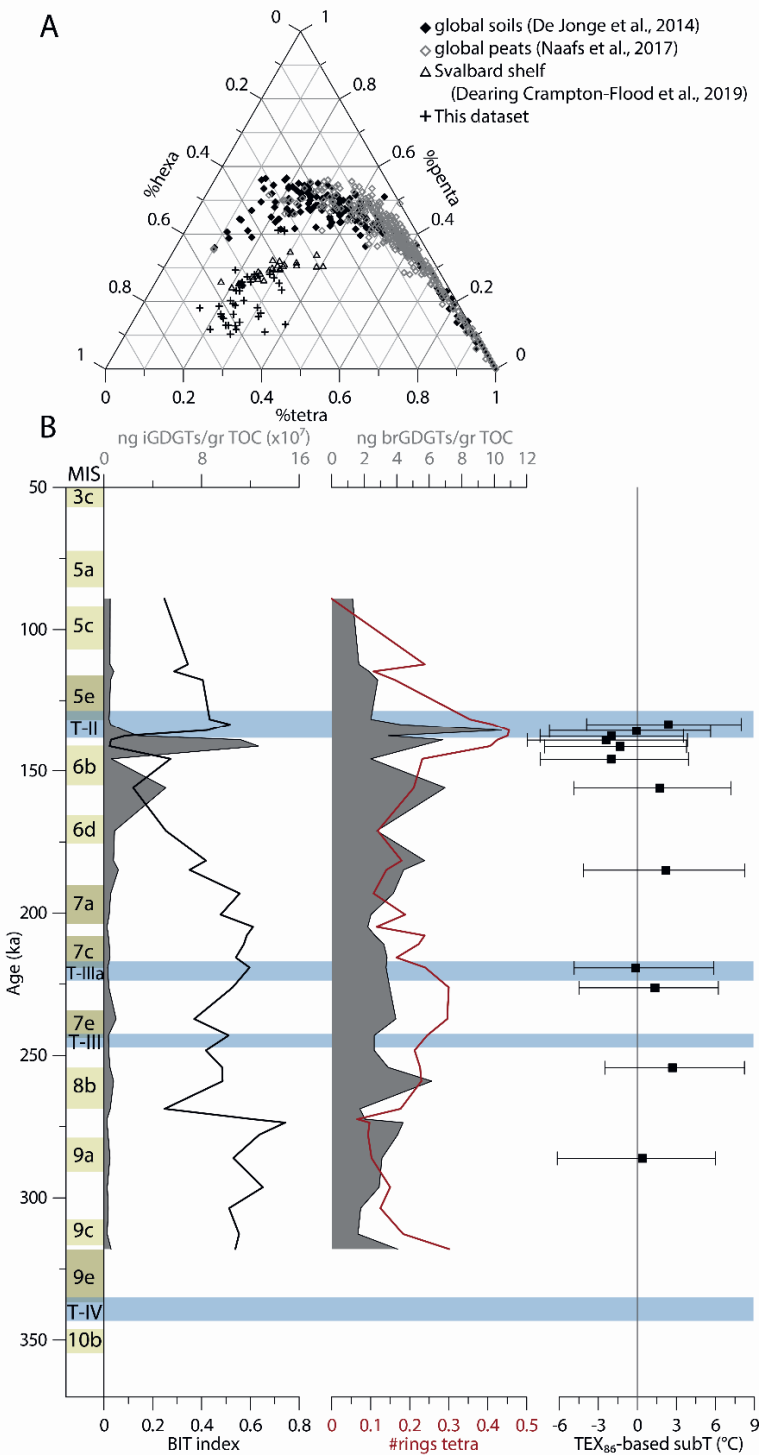 A
◆ global soils (De Jonge et al., 2014)
◇ global peats (Naafs et al., 2017)
△ Svalbard shelf
(Dearing Crampton-Flood et al., 2019)
+ This dataset
0 1
0.2 0.8
0.4 0.6
%hexa %penta
0.6 0.4
0.8 0.2
1 0
0 0.2 0.4 0.6 0.8 1
%tetra
B
ng iGDGTs/gr TOC (x10⁷) ng brGDGTs/gr TOC
0 8 16 0 2 4 6 8 10 12
MIS
50
3c
5a
5c
100
5e
T-II
6b
150
6d
7a
200
7c
T-IIIa
7e
T-III
250
8b
9a
300
9c
9e
T-IV
350
10b
Age (ka)
0 0.2 0.4 0.6 0.8 1 0 0.1 0.2 0.3 0.4 0.5 -6 -3 0 3 6 9
BIT index #rings tetra TEX₈₆-based subT (°C)